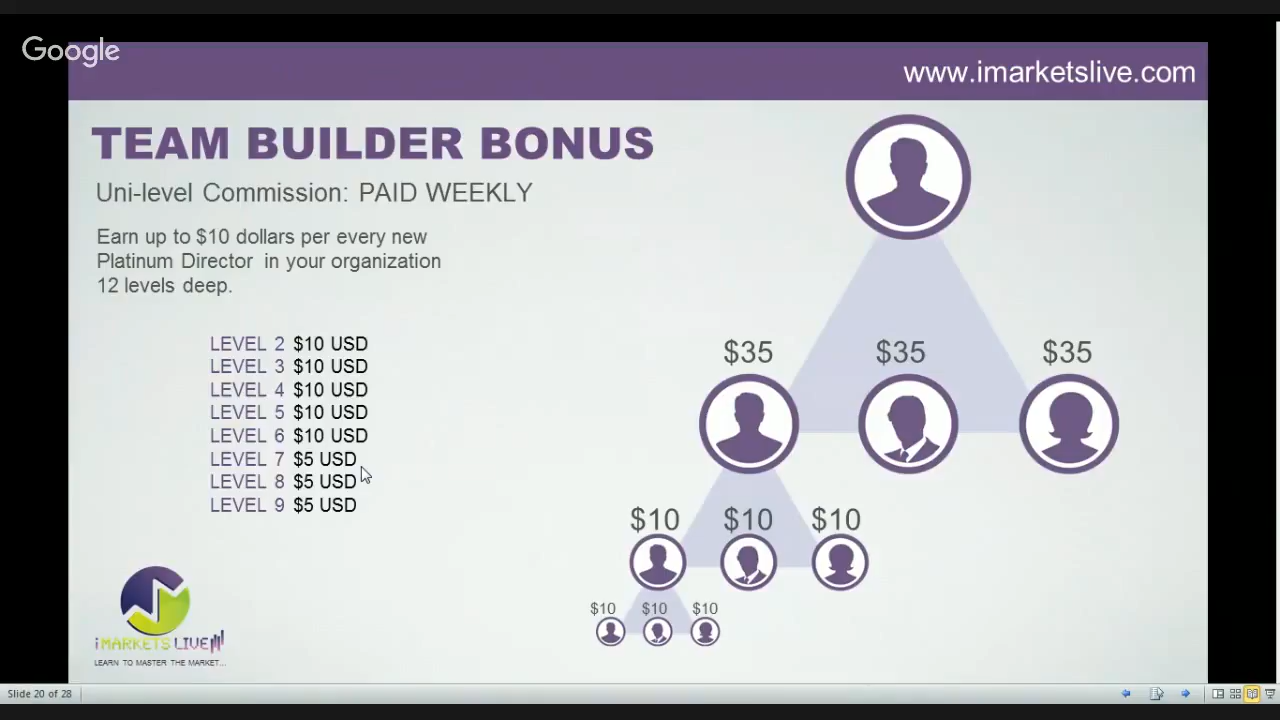 Google
www.imarketslive.com
TEAM BUILDER BONUS
Uni-level Commission: PAID WEEKLY
Earn up to $10 dollars per every new
Platinum Director in your organization
12 levels deep.
LEVEL 2 $10 USD
LEVEL 3 $10 USD
LEVEL 4 $10 USD
LEVEL 5 $10 USD
LEVEL 6 $10 USD
LEVEL 7 $5 USD
LEVEL 8 $5 USD
LEVEL 9 $5 USD
$35 $35 $35
$10 $10 $10
$10 $10 $10
iMARKETS LIVE
LEARN TO MASTER THE MARKET...
Slide 20 of 28